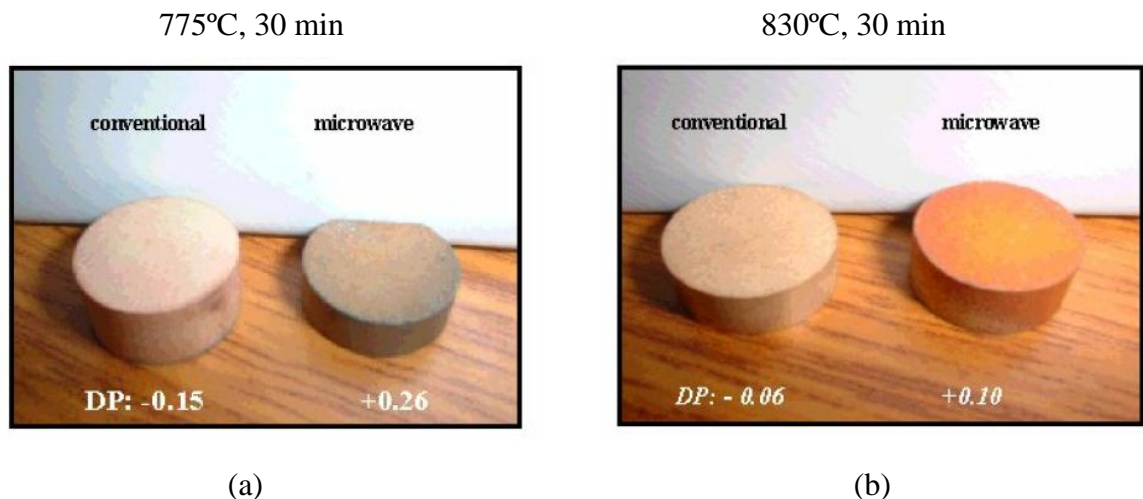 775ºC, 30 min
830ºC, 30 min
conventional microwave
DP: -0.15 +0.26
conventional microwave
DP: - 0.06 +0.10
(a)
(b)